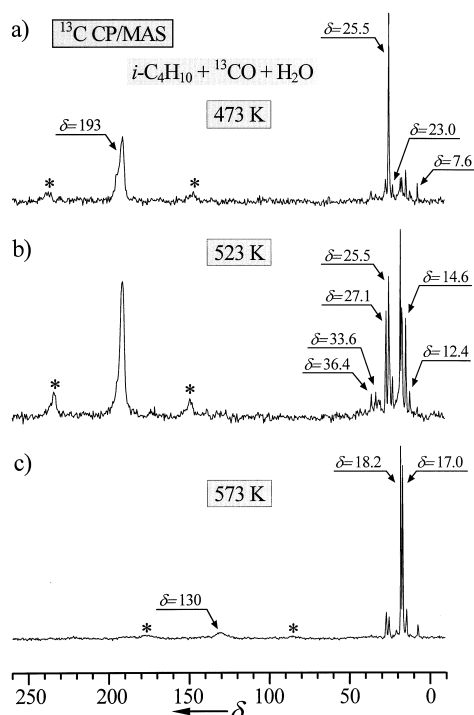 a)
¹³C CP/MAS
i-C₄H₁₀ + ¹³CO + H₂O
473 K
δ=193
δ=25.5
δ=23.0
δ=7.6
*
*
b)
523 K
δ=25.5
δ=27.1
δ=33.6
δ=36.4
δ=14.6
δ=12.4
*
*
c)
573 K
δ=18.2
δ=17.0
δ=130
*
*
250 200 150 100 50 0
δ